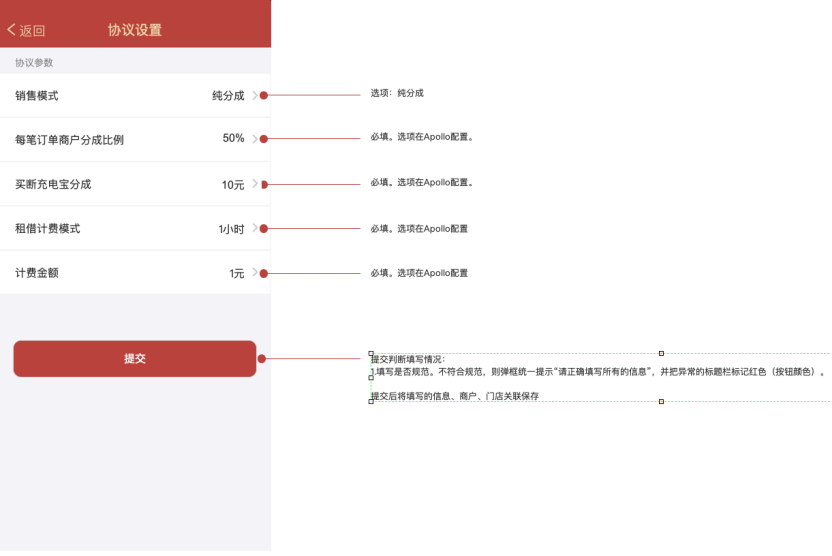 返回
协议设置
协议参数
销售模式
纯分成
选项：纯分成
每笔订单商户分成比例
50%
必填。选项在Apollo配置。
买断充电宝分成
10元
必填。选项在Apollo配置。
租借计费模式
1小时
必填。选项在Apollo配置
计费金额
1元
必填。选项在Apollo配置
提交
提交判断填写情况：
1.填写是否规范。不符合规范，则弹框统一提示“请正确填写所有的信息”，并把异常的标题栏标记红色（按钮颜色）。
提交后将填写的信息、商户、门店关联保存